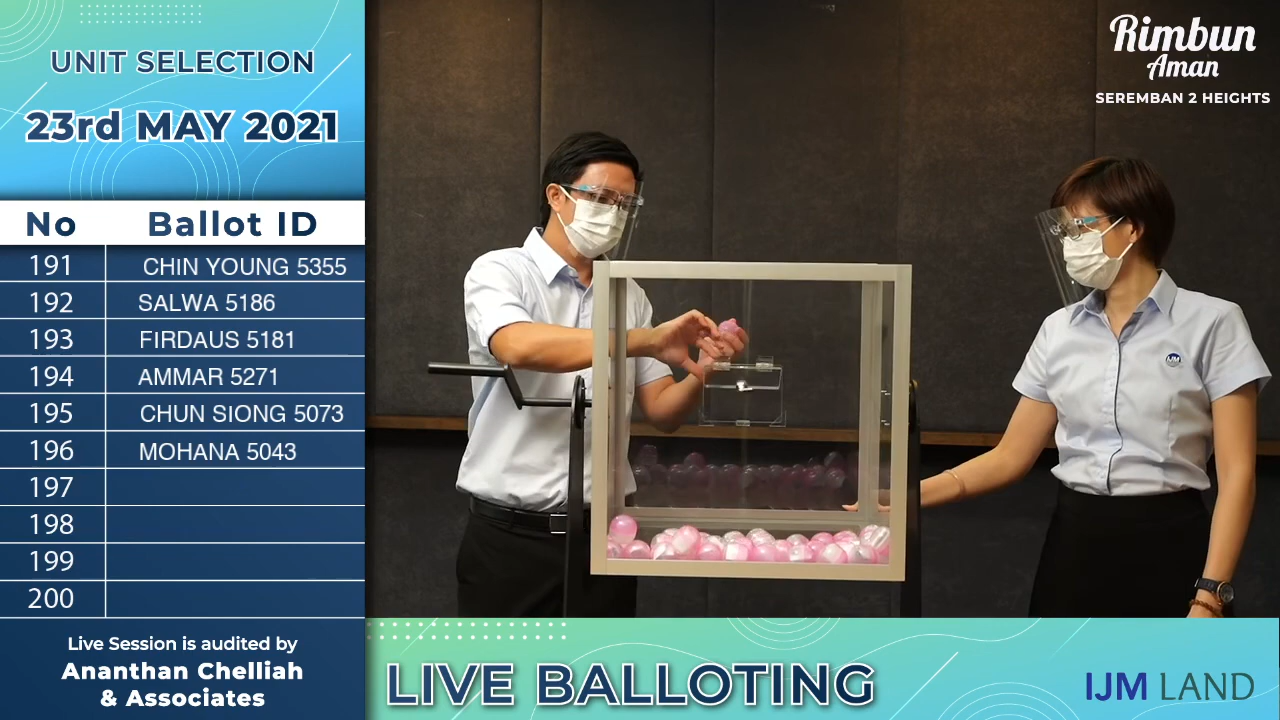 UNIT SELECTION
23rd MAY 2021
No Ballot ID
191 CHIN YOUNG 5355
192 SALWA 5186
193 FIRDAUS 5181
194 AMMAR 5271
195 CHUN SIONG 5073
196 MOHANA 5043
197
198
199
200
Live Session is audited by
Ananthan Chelliah
& Associates
Rimbun
Aman
SEREMBAN 2 HEIGHTS
IJM
LIVE BALLOTING
IJM LAND